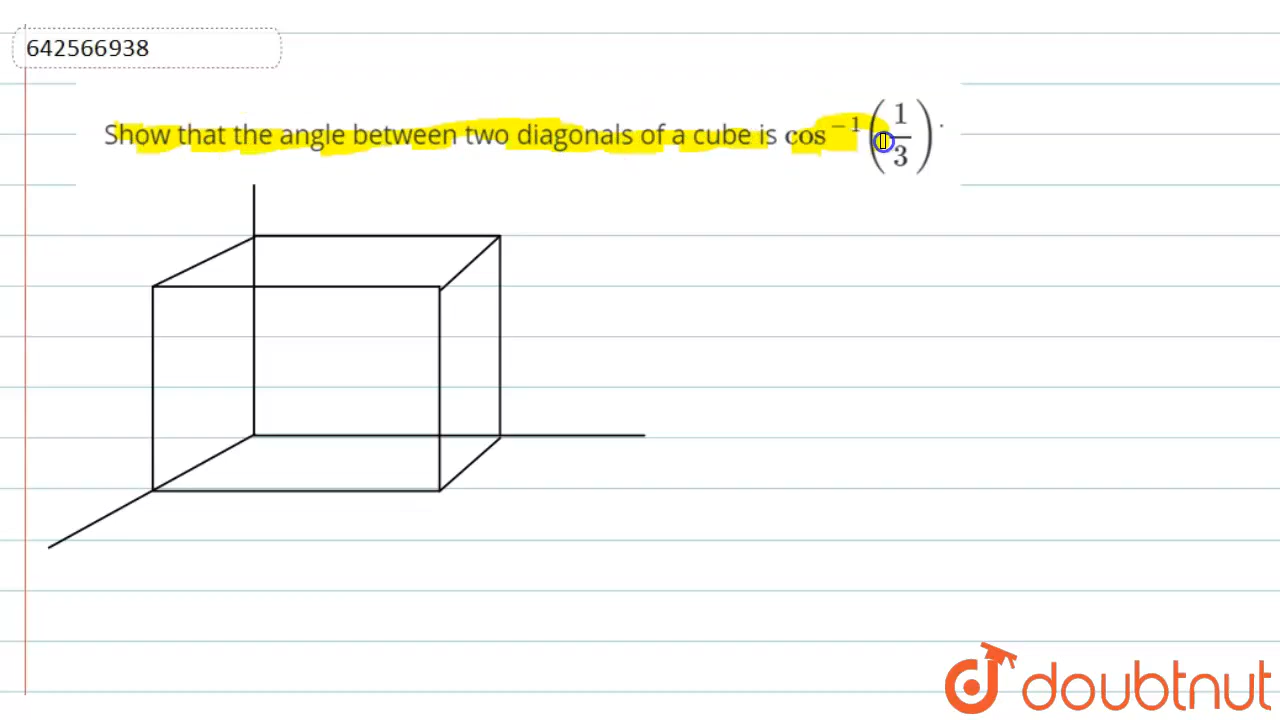 642566938
Show that the angle between two diagonals of a cube is cos⁻¹(1/3).
doubtnut